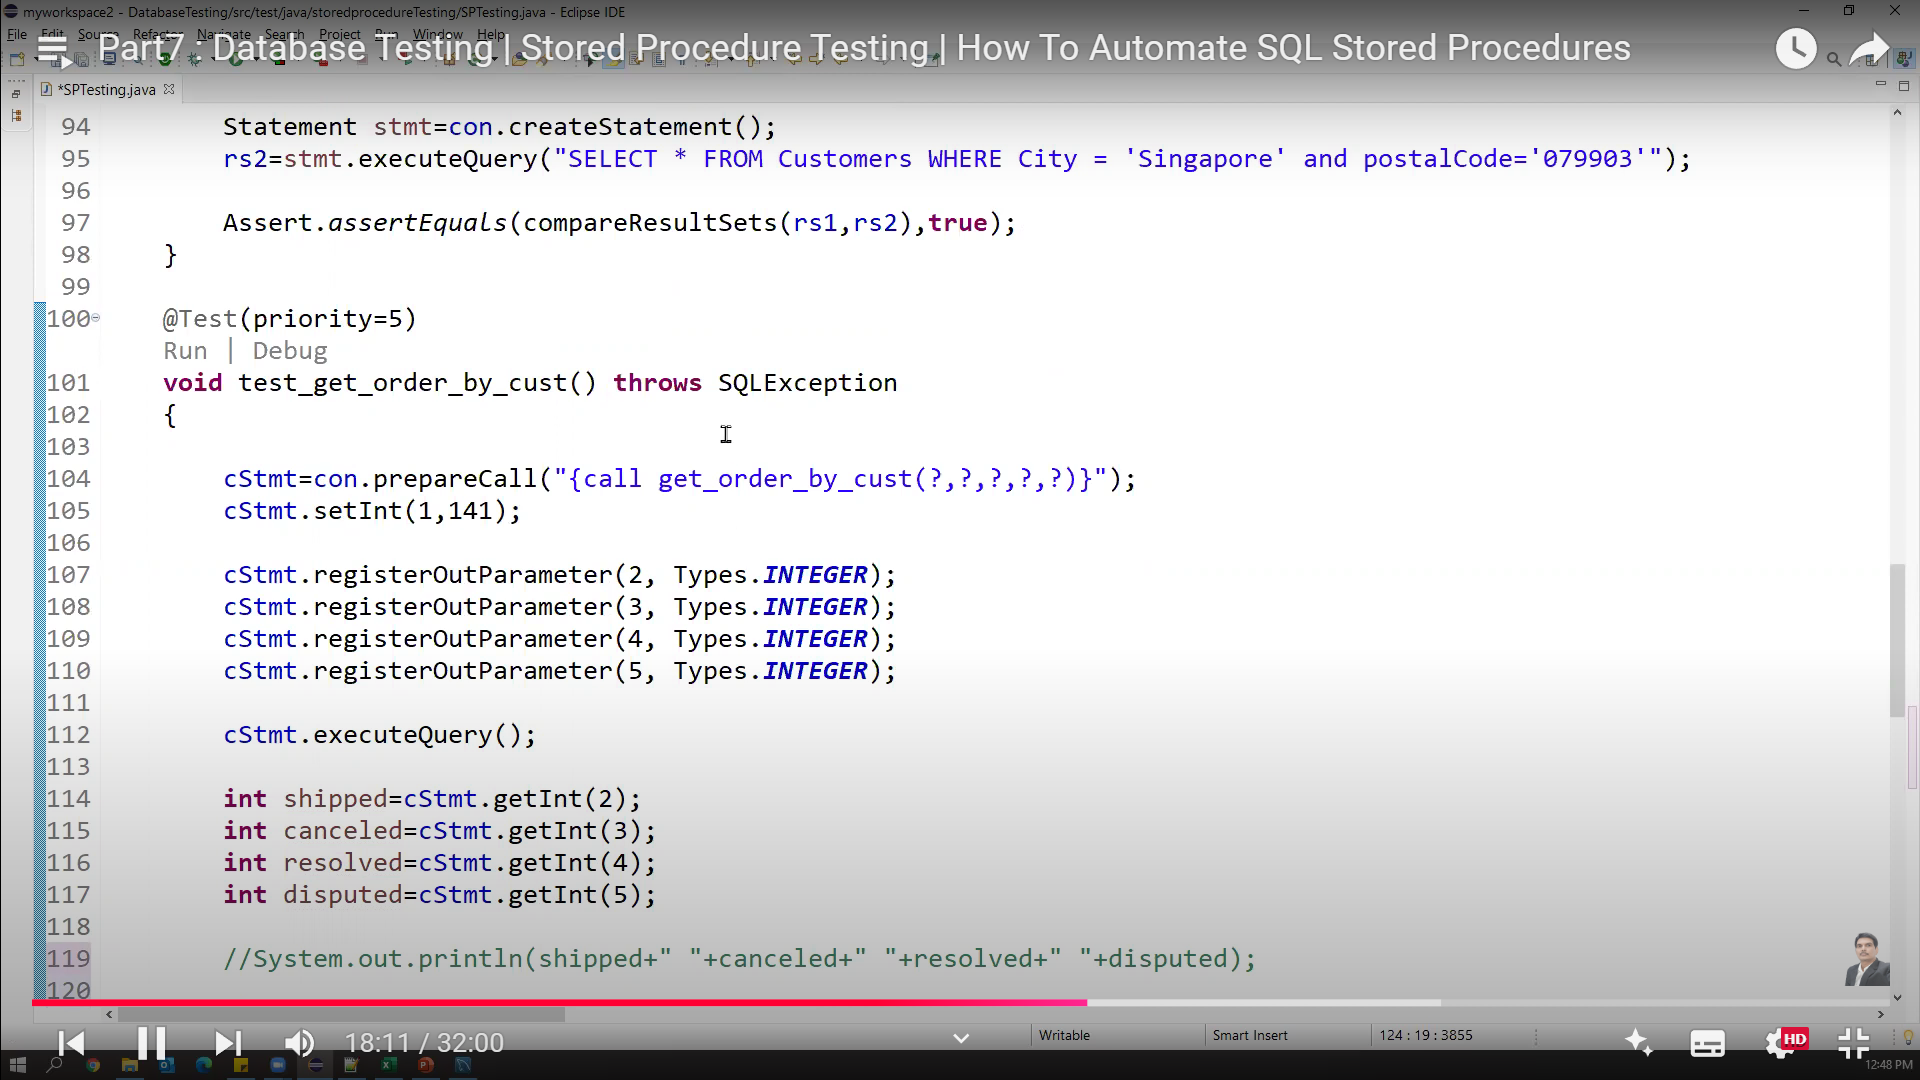 myworkspace2 - DatabaseTesting/src/test/java/storedprocedureTesting/SPTesting.java - Eclipse IDE
File Edit Source Refactor Navigate Search Project Run Window Help
Part7 : Database Testing | Stored Procedure Testing | How To Automate SQL Stored Procedures
*SPTesting.java
94 Statement stmt=con.createStatement();
95 rs2=stmt.executeQuery("SELECT * FROM Customers WHERE City = 'Singapore' and postalCode='079903'");
96
97 Assert.assertEquals(compareResultSets(rs1,rs2),true);
98 }
99
100 @Test(priority=5)
Run | Debug
101 void test_get_order_by_cust() throws SQLException
102 {
103
104 cStmt=con.prepareCall("{call get_order_by_cust(?,?,?,?,?)}");
105 cStmt.setInt(1,141);
106
107 cStmt.registerOutParameter(2, Types.INTEGER);
108 cStmt.registerOutParameter(3, Types.INTEGER);
109 cStmt.registerOutParameter(4, Types.INTEGER);
110 cStmt.registerOutParameter(5, Types.INTEGER);
111
112 cStmt.executeQuery();
113
114 int shipped=cStmt.getInt(2);
115 int canceled=cStmt.getInt(3);
116 int resolved=cStmt.getInt(4);
117 int disputed=cStmt.getInt(5);
118
119 //System.out.println(shipped+" "+canceled+" "+resolved+" "+disputed);
120
18:11 / 32:00
Writable Smart Insert 124 : 19 : 3855
HD
12:48 PM